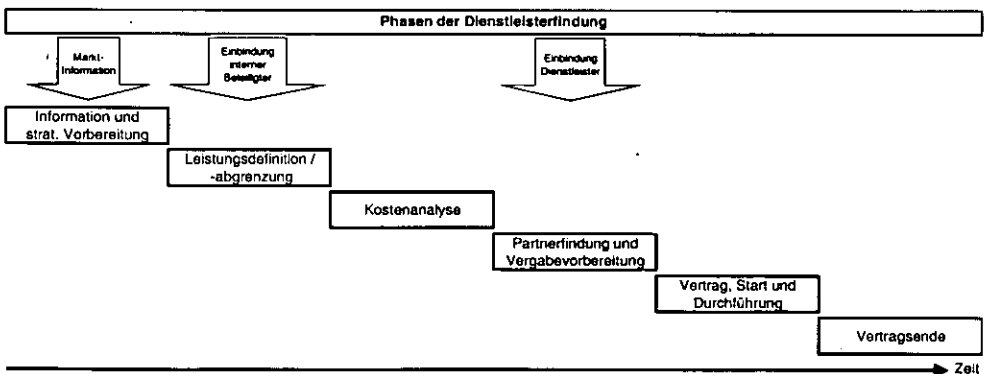 Phasen der Dienstleisterfindung
Markt-
Information
Einbindung
interner
Beteiligter
Einbindung
Dienstleister
Information und
strat. Vorbereitung
Leistungsdefinition /
-abgrenzung
Kostenanalyse
Partnerfindung und
Vergabevorbereitung
Vertrag, Start und
Durchführung
Vertragsende
Zeit